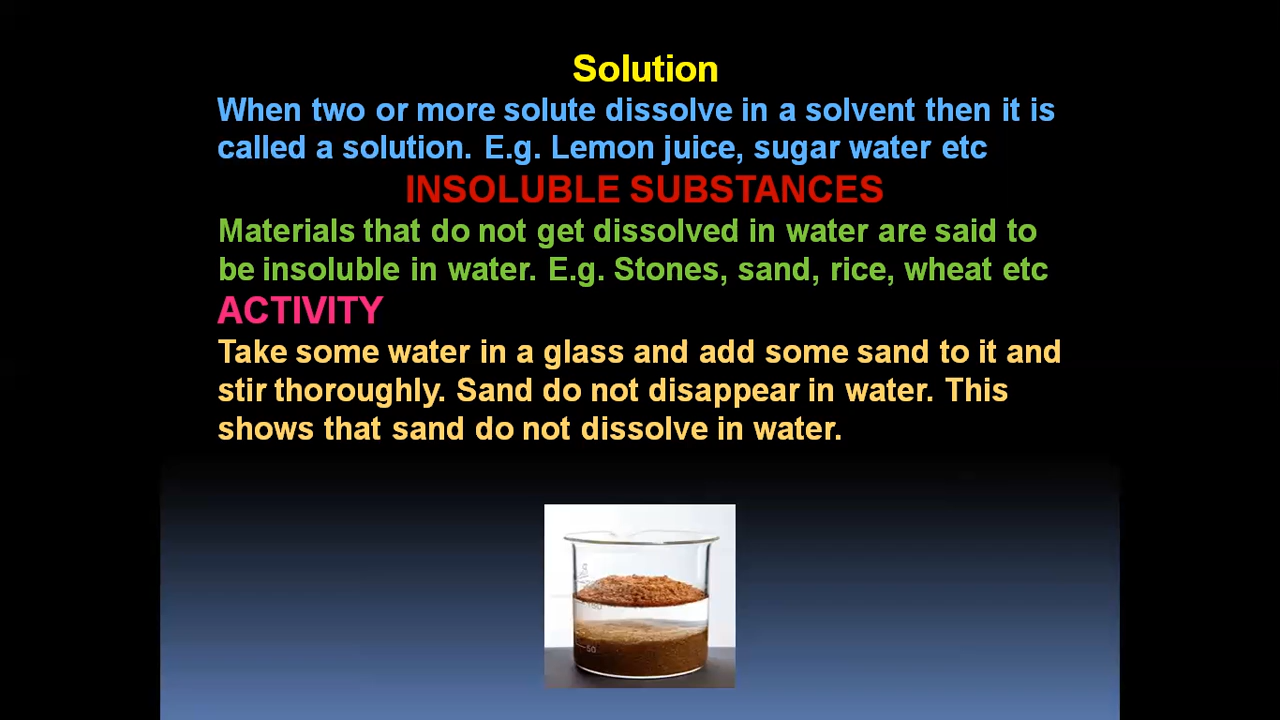 Solution
When two or more solute dissolve in a solvent then it is
called a solution. E.g. Lemon juice, sugar water etc
INSOLUBLE SUBSTANCES
Materials that do not get dissolved in water are said to
be insoluble in water. E.g. Stones, sand, rice, wheat etc
ACTIVITY
Take some water in a glass and add some sand to it and
stir thoroughly. Sand do not disappear in water. This
shows that sand do not dissolve in water.
50